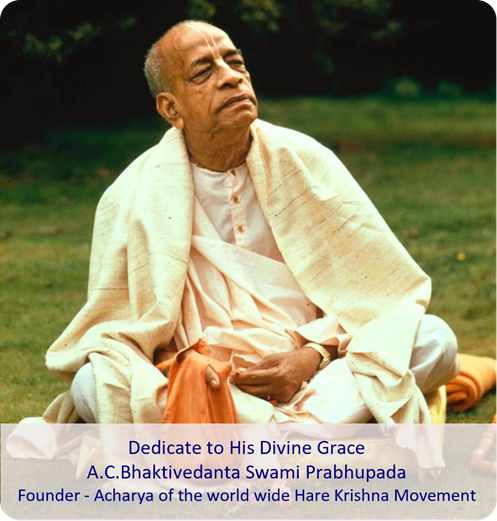 Dedicate to His Divine Grace
A.C.Bhaktivedanta Swami Prabhupada
Founder - Acharya of the world wide Hare Krishna Movement